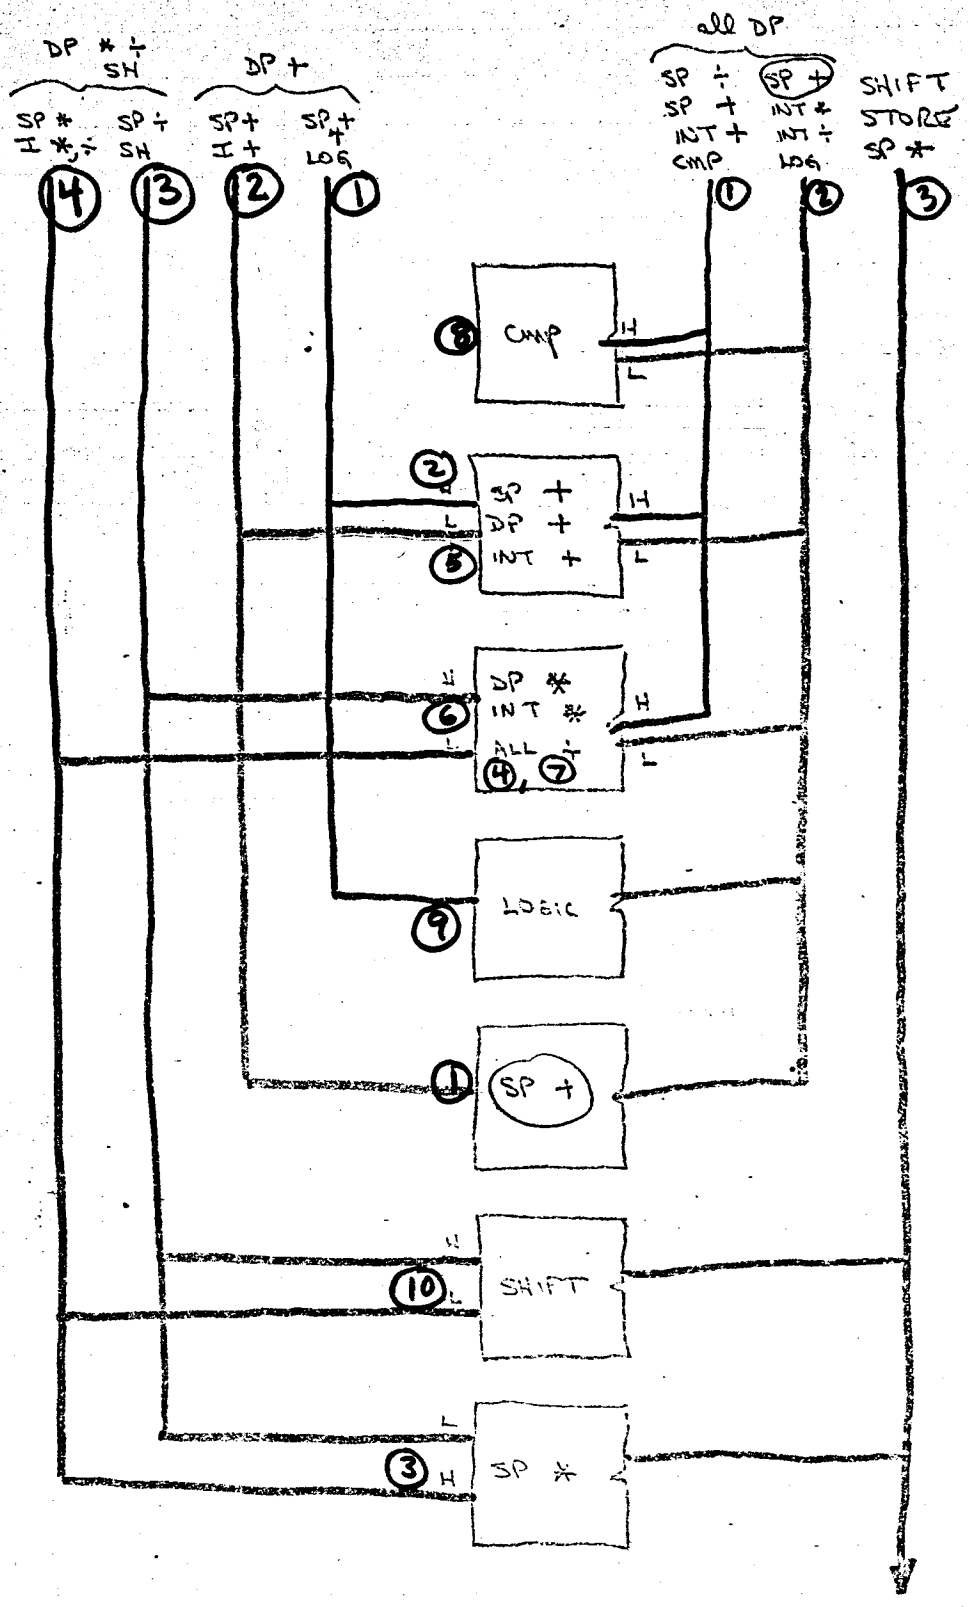 DP * ÷
SH
DP +
all DP
SP *
I *, ÷
SP ÷
SH
SP +
I +
SP +
+
LOG
SP ÷
SP +
INT +
CMP
SP +
INT *
INT ÷
LOG
SHIFT
STORE
SP *
4
3
2
1
1
2
3
8
CMP
H
L
2
H
L
5
SP +
DP +
INT +
H
L
H
6
L
DP *
INT *
ALL ÷
4, 7
H
L
9
LOGIC
1
SP +
H
10
L
SHIFT
L
3
H
SP *